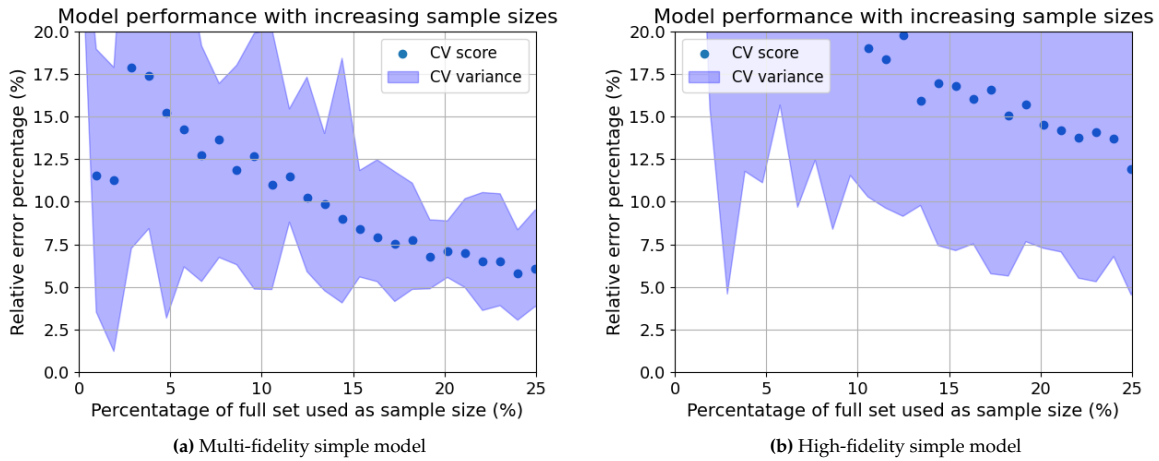 Model performance with increasing sample sizes
20.0
17.5
15.0
12.5
10.0
7.5
5.0
2.5
0.0
Relative error percentage (%)
CV score
CV variance
0 5 10 15 20 25
Percentatage of full set used as sample size (%)
(a) Multi-fidelity simple model
Model performance with increasing sample sizes
20.0
17.5
15.0
12.5
10.0
7.5
5.0
2.5
0.0
Relative error percentage (%)
CV score
CV variance
0 5 10 15 20 25
Percentatage of full set used as sample size (%)
(b) High-fidelity simple model